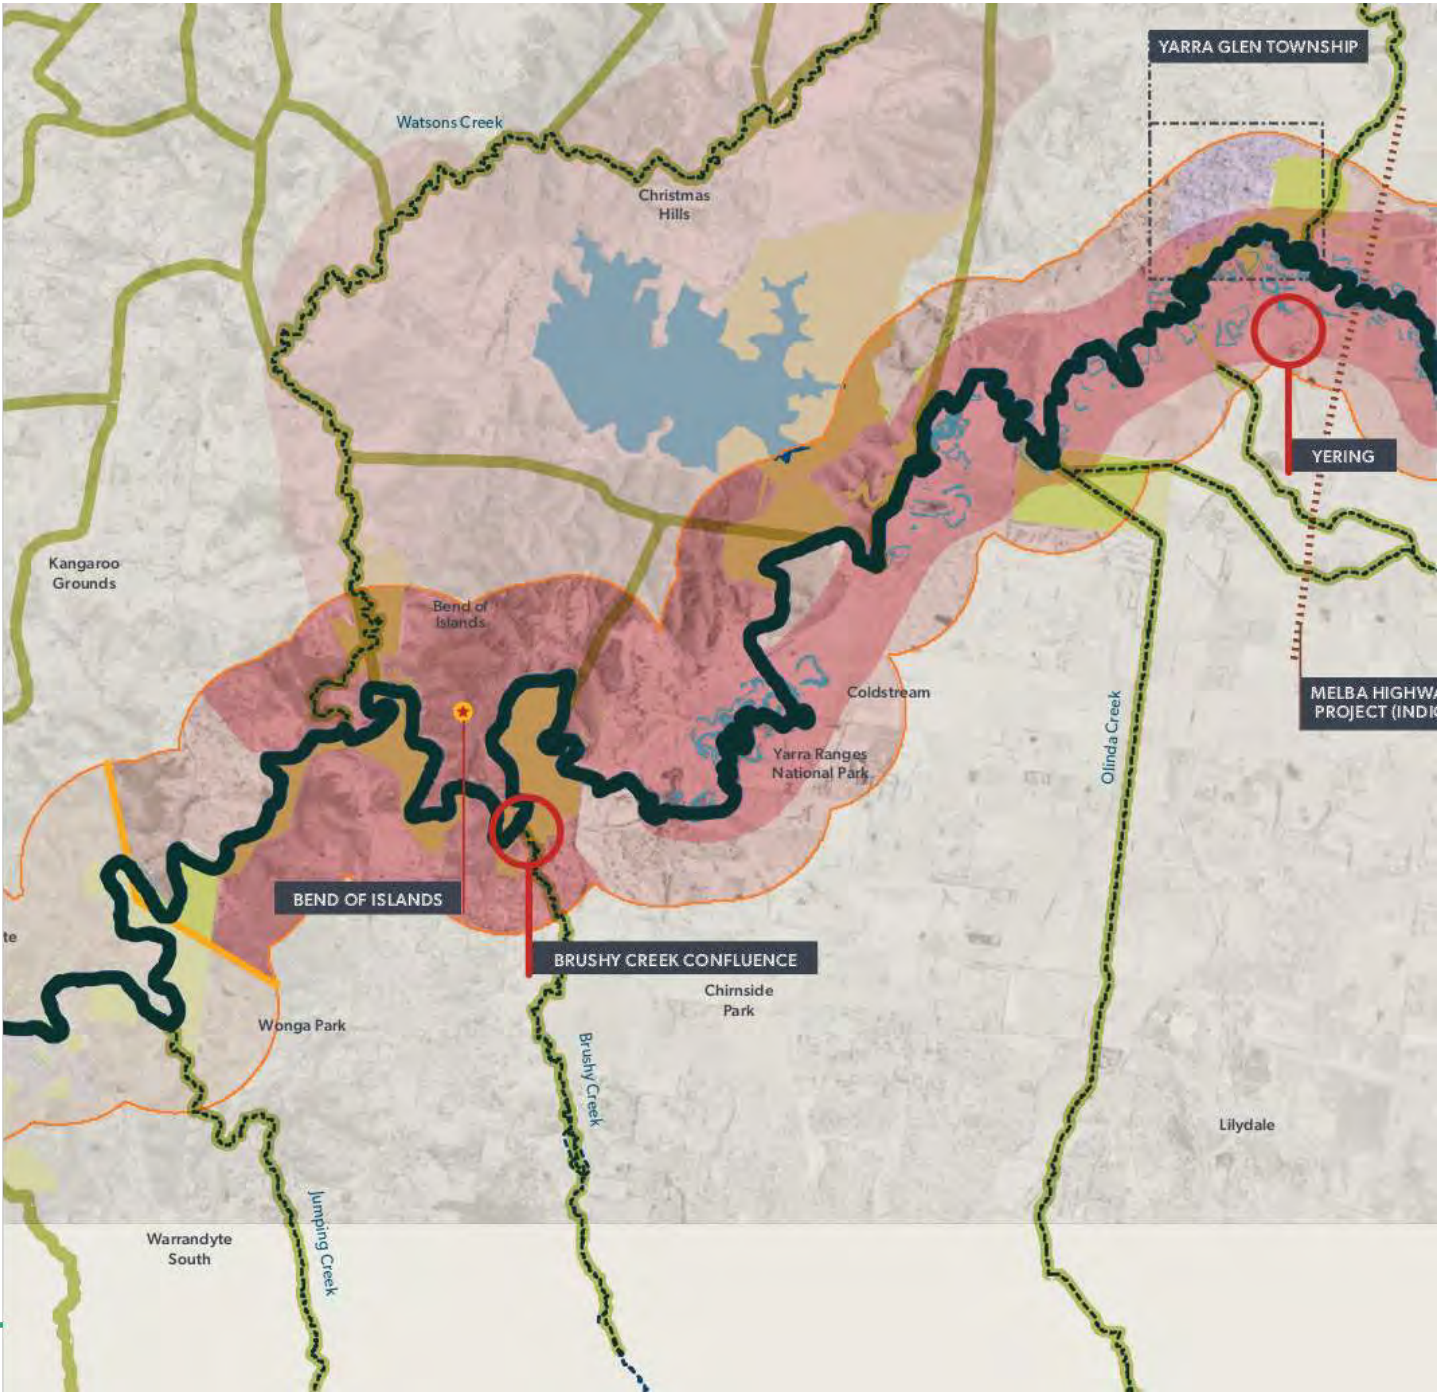 YARRA GLEN TOWNSHIP
Watsons Creek
Christmas
Hills
YERING
Kangaroo
Grounds
Bend of
Islands
Coldstream
MELBA HIGHWA
PROJECT (INDIC
Olinda Creek
Yarra Ranges
National Park
BEND OF ISLANDS
te
BRUSHY CREEK CONFLUENCE
Chirnside
Park
Wonga Park
Brushy Creek
Lilydale
Jumping Creek
Warrandyte
South